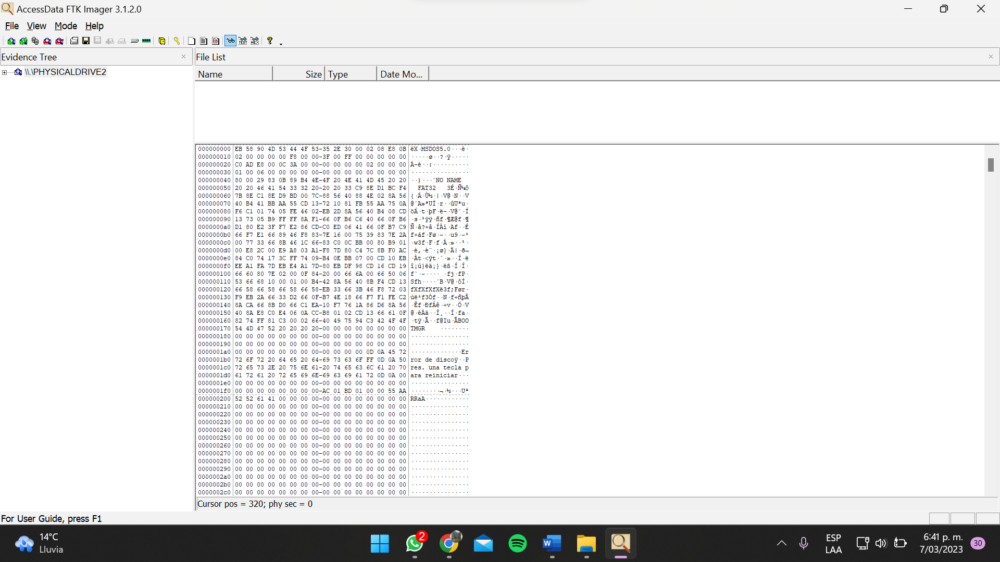 AccessData FTK Imager 3.1.2.0
File View Mode Help
Evidence Tree
\\.\PHYSICALDRIVE2
File List
Name Size Type Date Mo...
000000000 EB 58 90 4D 53 44 4F 53-35 2E 30 00 02 08 E8 0B ëX·MSDOS5.0···è·
000000010 02 00 00 00 00 F8 00 00-3F 00 FF 00 00 00 00 00 ·····ø··?·ÿ·····
000000020 C0 AD E8 00 0C 3A 00 00-00 00 00 00 02 00 00 00 À-è··:··········
000000030 01 00 06 00 00 00 00 00-00 00 00 00 00 00 00 00 ················
000000040 80 00 29 83 0B 89 B4 4E-4F 20 4E 41 4D 45 20 20 ··)···´NO NAME
000000050 20 20 46 41 54 33 32 20-20 20 33 C9 8E D1 BC F4 FAT32 3É·Ñ¼ô
000000060 7B 8E C1 8E D9 BD 00 7C-88 56 40 88 4E 02 8A 56 {·Á·Ù½·|·V@·N··V
000000070 40 B4 41 BB AA 55 CD 13-72 10 81 FB 55 AA 75 0A @´A»ªUÍ·r··ûUªu·
000000080 F6 C1 01 74 05 FE 46 02-EB 2D 8A 56 40 B4 08 CD öÁ·t·þF·ë-·V@´·Í
000000090 13 73 05 B9 FF FF 8A F1-66 0F B6 C6 40 66 0F B6 ·s·¹ÿÿ·ñf·¶Æ@f·¶
0000000a0 D1 80 E2 3F F7 E2 86 CD-C0 ED 06 41 66 0F B7 C9 Ñ·â?÷â·ÍÀí·Af··É
0000000b0 66 F7 E1 66 89 46 F8 83-7E 16 00 75 39 83 7E 2A f÷áf·Fø·~··u9·~*
0000000c0 00 77 33 66 8B 46 1C 66-83 C0 0C BB 00 80 B9 01 ·w3f·F·f·À·»··¹·
0000000d0 00 E8 2C 00 E9 A8 03 A1-F8 7D 80 C4 7C 8B F0 AC ·è,·é¨·¡ø}·Ä|·ð¬
0000000e0 84 C0 74 17 3C FF 74 09-B4 0E BB 07 00 CD 10 EB ·Àt·<ÿt·´·»··Í·ë
0000000f0 EE A1 FA 7D EB E4 A1 7D-80 EB DF 98 CD 16 CD 19 î¡ú}ëä¡}·ëß·Í·Í·
000000100 66 60 80 7E 02 00 0F 84-20 00 66 6A 00 66 50 06 f`·~···· ·fj·fP·
000000110 53 66 68 10 00 01 00 B4-42 8A 56 40 8B F4 CD 13 Sfh····´B·V@·ôÍ·
000000120 66 58 66 58 66 58 66 58-EB 33 66 3B 46 F8 72 03 fXfXfXfXë3f;Før·
000000130 F9 EB 2A 66 33 D2 66 0F-B7 4E 18 66 F7 F1 FE C2 ùë*f3Òf··N·f÷ñþÂ
000000140 8A CA 66 8B D0 66 C1 EA-10 F7 76 1A 86 D6 8A 56 ·Êf·ÐfÁê·÷v··Ö·V
000000150 40 8A E8 C0 E4 06 0A CC-B8 01 02 CD 13 66 61 0F @·èÀä··Ì¸··Í·fa·
000000160 82 74 FF 81 C3 00 02 66-40 49 75 94 C3 42 4F 4F ·tÿ·Ã··f@Iu·ÃBOO
000000170 54 4D 47 52 20 20 20 20-00 00 00 00 00 00 00 00 TMGR ········
000000180 00 00 00 00 00 00 00 00-00 00 00 00 00 00 00 00 ················
000000190 00 00 00 00 00 00 00 00-00 00 00 00 00 00 00 00 ················
0000001a0 00 00 00 00 00 00 00 00-00 00 00 00 0D 0A 45 72 ··············Er
0000001b0 72 6F 72 20 64 65 20 64-69 73 63 6F FF 0D 0A 50 ror de discoÿ··P
0000001c0 72 65 73 2E 20 75 6E 61-20 74 65 63 6C 61 20 70 res. una tecla p
0000001d0 61 72 61 20 72 65 69 6E-69 63 69 61 72 0D 0A 00 ara reiniciar···
0000001e0 00 00 00 00 00 00 00 00-00 00 00 00 00 00 00 00 ················
0000001f0 00 00 00 00 00 00 00 00-AC 01 BD 01 00 00 55 AA ········¬·½···Uª
000000200 52 52 61 41 00 00 00 00-00 00 00 00 00 00 00 00 RRaA············
000000210 00 00 00 00 00 00 00 00-00 00 00 00 00 00 00 00 ················
000000220 00 00 00 00 00 00 00 00-00 00 00 00 00 00 00 00 ················
000000230 00 00 00 00 00 00 00 00-00 00 00 00 00 00 00 00 ················
000000240 00 00 00 00 00 00 00 00-00 00 00 00 00 00 00 00 ················
000000250 00 00 00 00 00 00 00 00-00 00 00 00 00 00 00 00 ················
000000260 00 00 00 00 00 00 00 00-00 00 00 00 00 00 00 00 ················
000000270 00 00 00 00 00 00 00 00-00 00 00 00 00 00 00 00 ················
000000280 00 00 00 00 00 00 00 00-00 00 00 00 00 00 00 00 ················
000000290 00 00 00 00 00 00 00 00-00 00 00 00 00 00 00 00 ················
0000002a0 00 00 00 00 00 00 00 00-00 00 00 00 00 00 00 00 ················
0000002b0 00 00 00 00 00 00 00 00-00 00 00 00 00 00 00 00 ················
0000002c0 00 00 00 00 00 00 00 00-00 00 00 00 00 00 00 00 ················
Cursor pos = 320; phy sec = 0
For User Guide, press F1
14°C
Lluvia
2
ESP
LAA
6:41 p. m.
7/03/2023
30